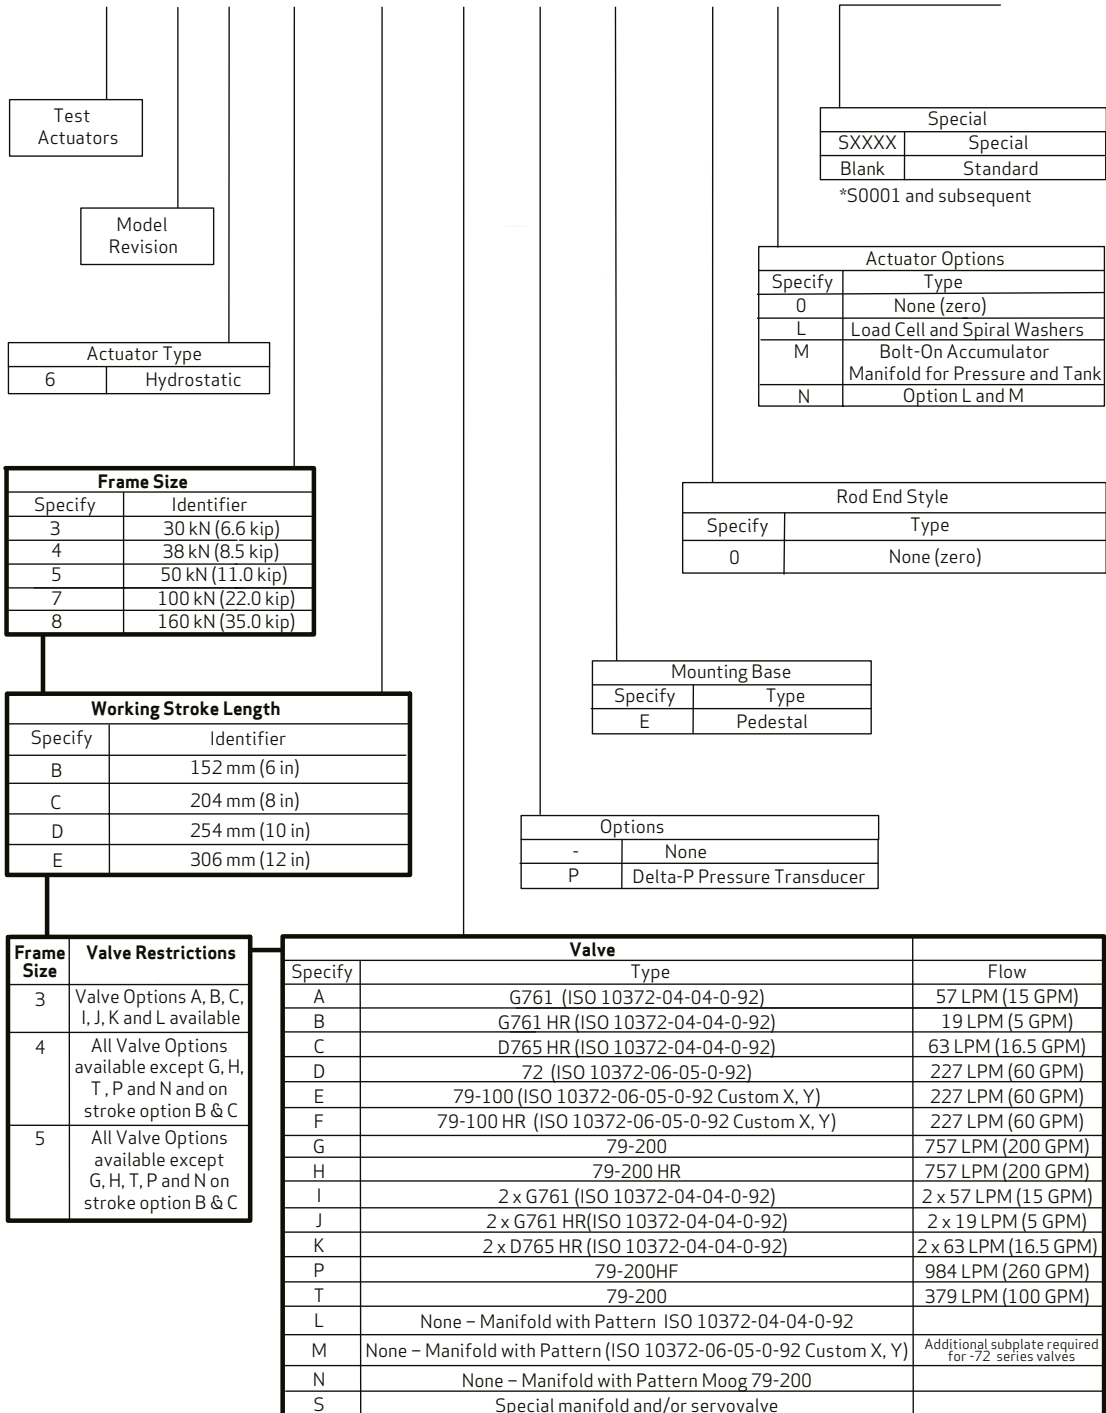 Test
Actuators
Special
SXXXX Special
Blank Standard
*S0001 and subsequent
Model
Revision
Actuator Options
Specify Type
0 None (zero)
L Load Cell and Spiral Washers
M Bolt-On Accumulator
Manifold for Pressure and Tank
N Option L and M
Actuator Type
6 Hydrostatic
Frame Size
Specify Identifier
3 30 kN (6.6 kip)
4 38 kN (8.5 kip)
5 50 kN (11.0 kip)
7 100 kN (22.0 kip)
8 160 kN (35.0 kip)
Rod End Style
Specify Type
0 None (zero)
Mounting Base
Specify Type
E Pedestal
Working Stroke Length
Specify Identifier
B 152 mm (6 in)
C 204 mm (8 in)
D 254 mm (10 in)
E 306 mm (12 in)
Options
- None
P Delta-P Pressure Transducer
Frame
Size
Valve Restrictions
3 Valve Options A, B, C,
I, J, K and L available
4 All Valve Options
available except G, H,
T , P and N and on
stroke option B & C
5 All Valve Options
available except
G, H, T, P and N on
stroke option B & C
Valve
Specify Type Flow
A G761 (ISO 10372-04-04-0-92) 57 LPM (15 GPM)
B G761 HR (ISO 10372-04-04-0-92) 19 LPM (5 GPM)
C D765 HR (ISO 10372-04-04-0-92) 63 LPM (16.5 GPM)
D 72 (ISO 10372-06-05-0-92) 227 LPM (60 GPM)
E 79-100 (ISO 10372-06-05-0-92 Custom X, Y) 227 LPM (60 GPM)
F 79-100 HR (ISO 10372-06-05-0-92 Custom X, Y) 227 LPM (60 GPM)
G 79-200 757 LPM (200 GPM)
H 79-200 HR 757 LPM (200 GPM)
I 2 x G761 (ISO 10372-04-04-0-92) 2 x 57 LPM (15 GPM)
J 2 x G761 HR(ISO 10372-04-04-0-92) 2 x 19 LPM (5 GPM)
K 2 x D765 HR (ISO 10372-04-04-0-92) 2 x 63 LPM (16.5 GPM)
P 79-200HF 984 LPM (260 GPM)
T 79-200 379 LPM (100 GPM)
L None – Manifold with Pattern ISO 10372-04-04-0-92
M None – Manifold with Pattern (ISO 10372-06-05-0-92 Custom X, Y) Additional subplate required
for -72 series valves
N None – Manifold with Pattern Moog 79-200
S Special manifold and/or servovalve